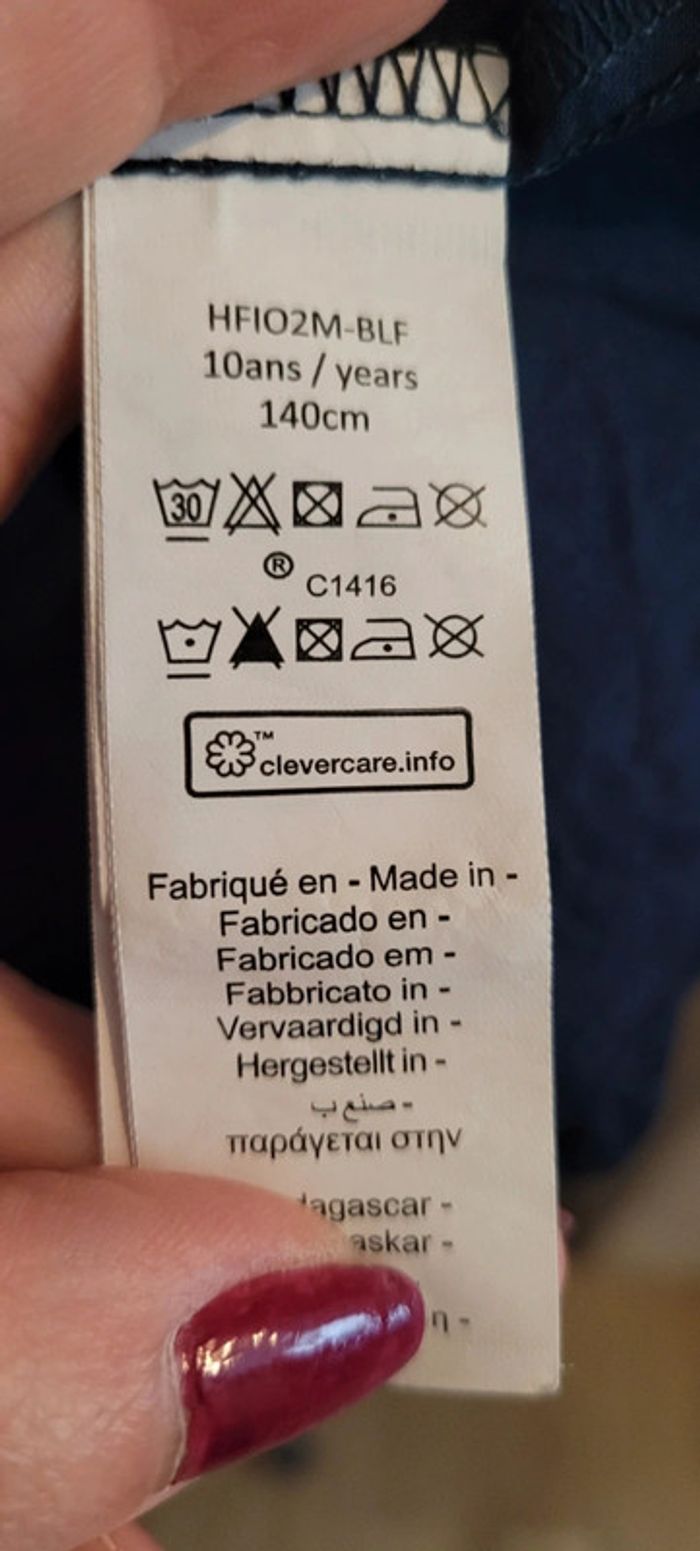 HFIO2M-BLF
10ans / years
140cm
30
® C1416
™ clevercare.info
Fabriqué en - Made in -
Fabricado en -
Fabricado em -
Fabbricato in -
Vervaardigd in -
Hergestellt in -
صنع ب -
παράγεται στην